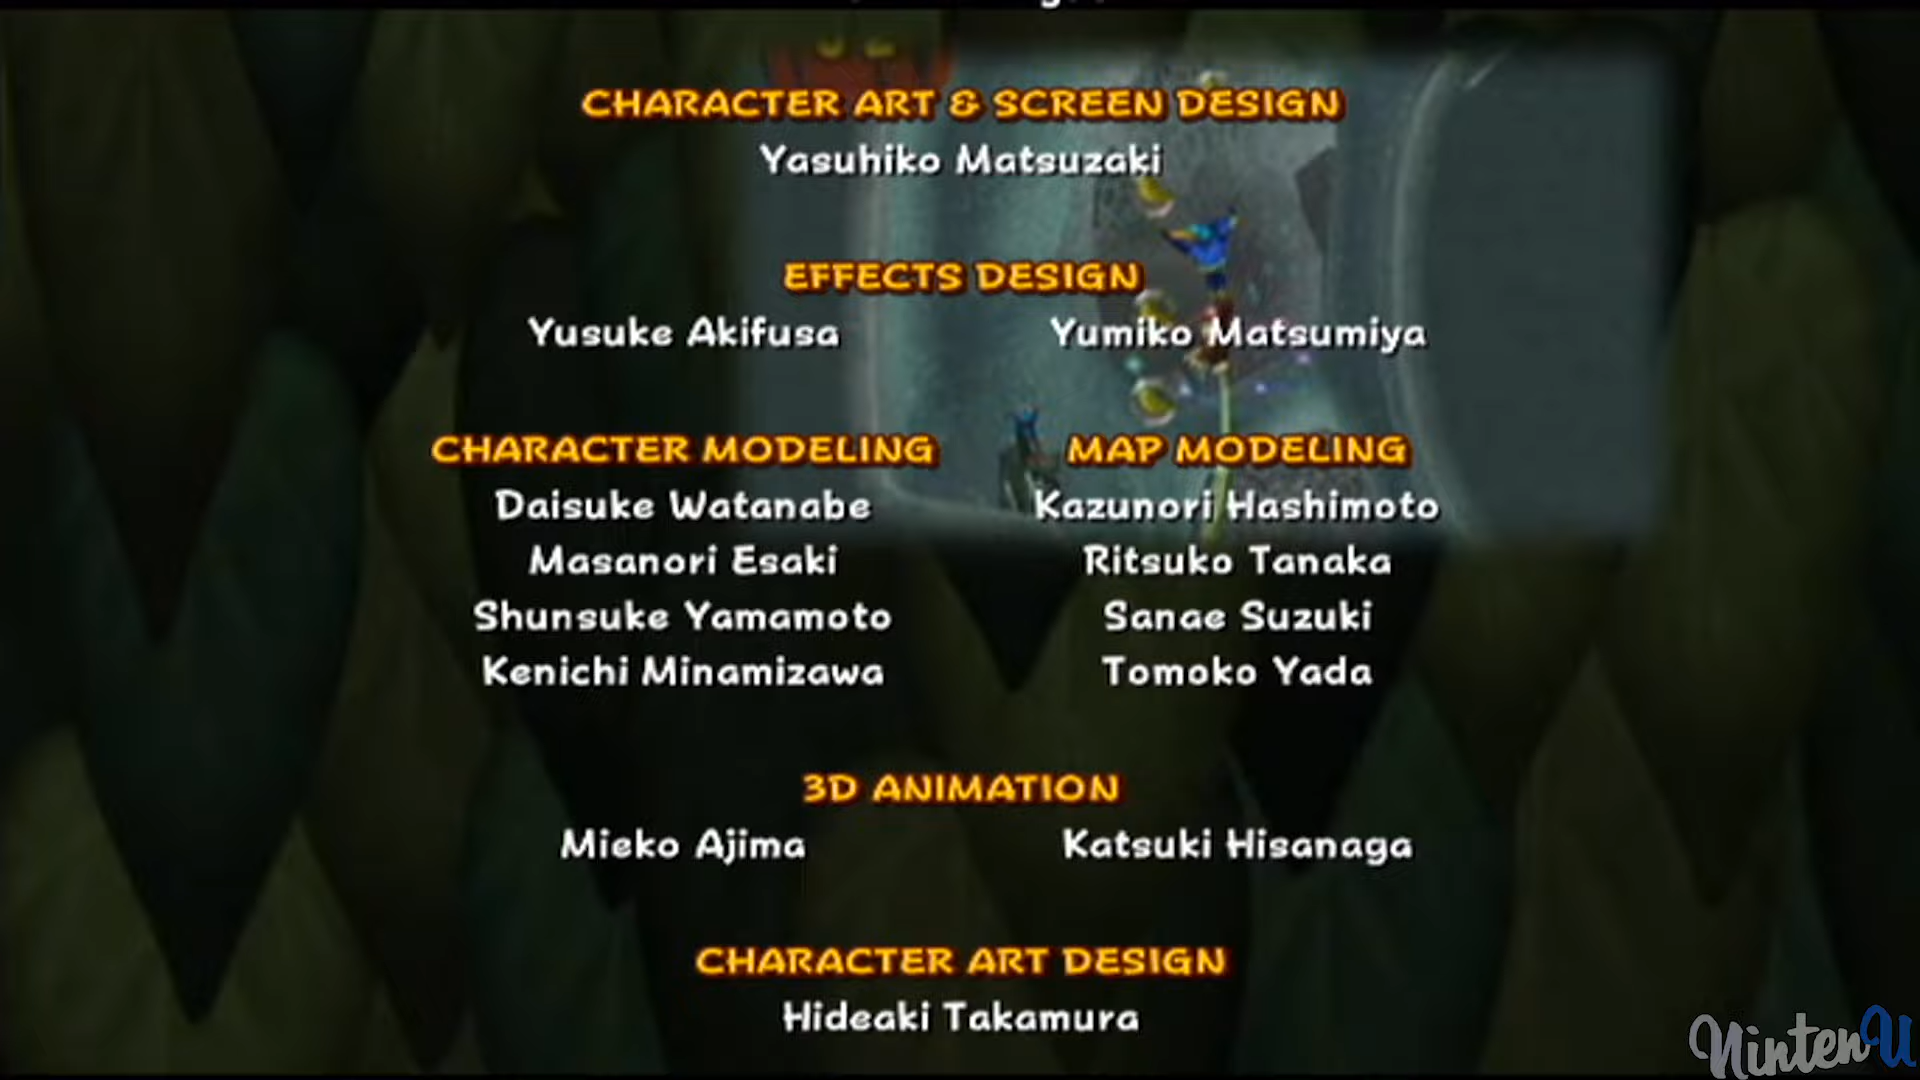 CHARACTER ART & SCREEN DESIGN
Yasuhiko Matsuzaki
EFFECTS DESIGN
Yusuke Akifusa
Yumiko Matsumiya
CHARACTER MODELING
Daisuke Watanabe
Masanori Esaki
Shunsuke Yamamoto
Kenichi Minamizawa
MAP MODELING
Kazunori Hashimoto
Ritsuko Tanaka
Sanae Suzuki
Tomoko Yada
3D ANIMATION
Mieko Ajima
Katsuki Hisanaga
CHARACTER ART DESIGN
Hideaki Takamura
NintenU